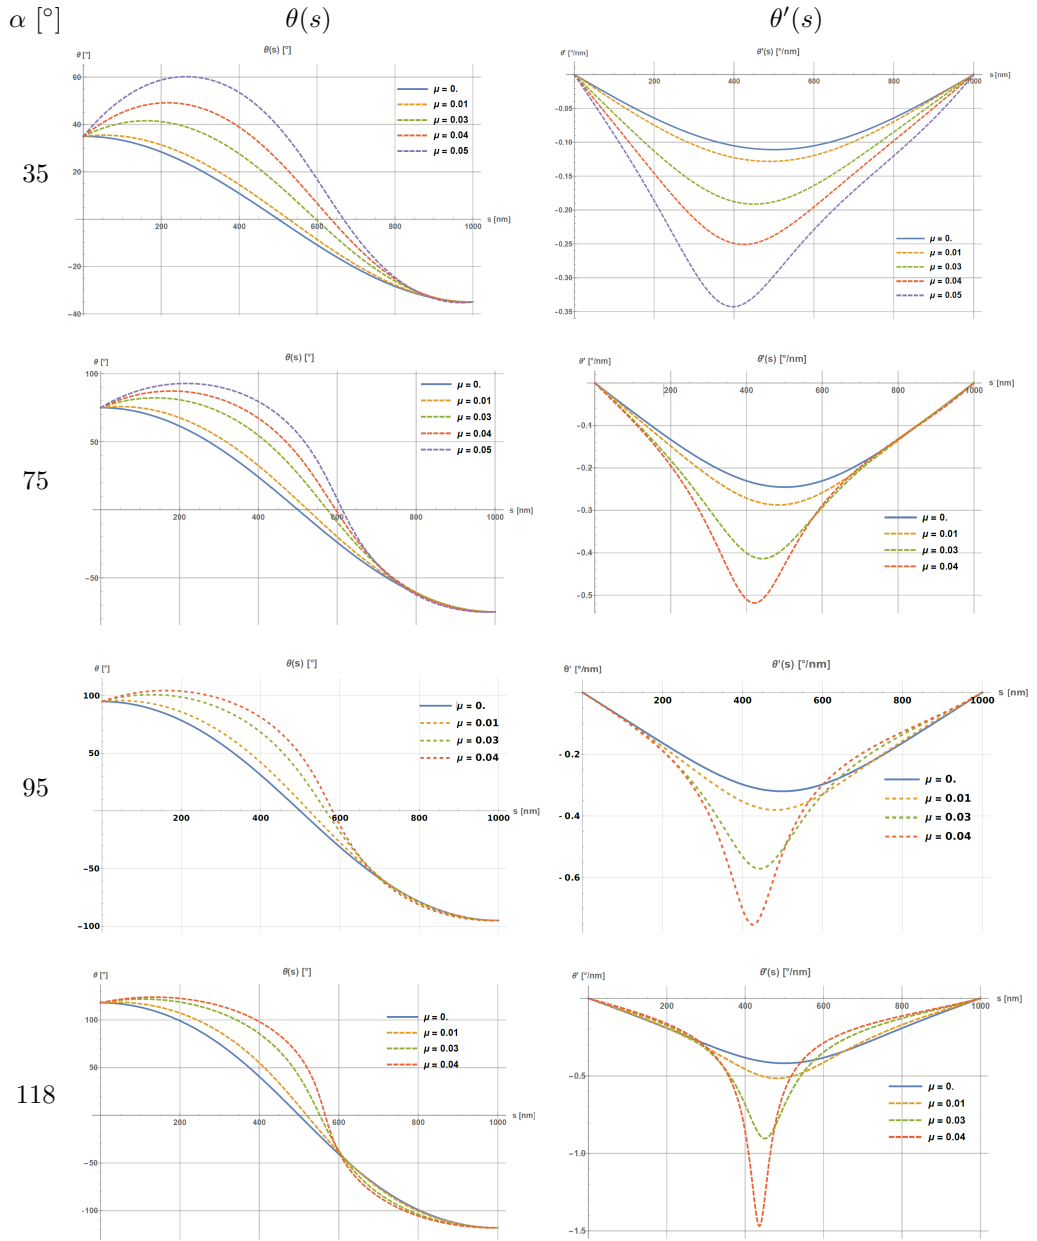 α [°] θ(s) θ′(s)
θ(s) [°]
θ [°]
60
40
20
−20
−40
200 400 600 800 1000
s [nm]
μ = 0.
μ = 0.01
μ = 0.03
μ = 0.04
μ = 0.05
θ'(s) [°/nm]
θ' [°/nm]
200 400 600 800 1000
s [nm]
−0.05
−0.10
−0.15
−0.20
−0.25
−0.30
−0.35
μ = 0.
μ = 0.01
μ = 0.03
μ = 0.04
μ = 0.05
35
θ(s) [°]
θ [°]
100
50
−50
200 400 600 800 1000
s [nm]
μ = 0.
μ = 0.01
μ = 0.03
μ = 0.04
μ = 0.05
θ'(s) [°/nm]
θ' [°/nm]
200 400 600 800 1000
s [nm]
−0.1
−0.2
−0.3
−0.4
−0.5
μ = 0.
μ = 0.01
μ = 0.03
μ = 0.04
75
θ(s) [°]
θ [°]
100
50
−50
−100
200 400 600 800 1000
s [nm]
μ = 0.
μ = 0.01
μ = 0.03
μ = 0.04
θ'(s) [°/nm]
θ' [°/nm]
200 400 600 800 1000
s [nm]
-0.2
-0.4
-0.6
μ = 0.
μ = 0.01
μ = 0.03
μ = 0.04
95
θ(s) [°]
θ [°]
100
50
−50
−100
200 400 600 800 1000
s [nm]
μ = 0.
μ = 0.01
μ = 0.03
μ = 0.04
θ'(s) [°/nm]
θ' [°/nm]
200 400 600 800 1000
s [nm]
−0.5
−1.0
−1.5
μ = 0.
μ = 0.01
μ = 0.03
μ = 0.04
118